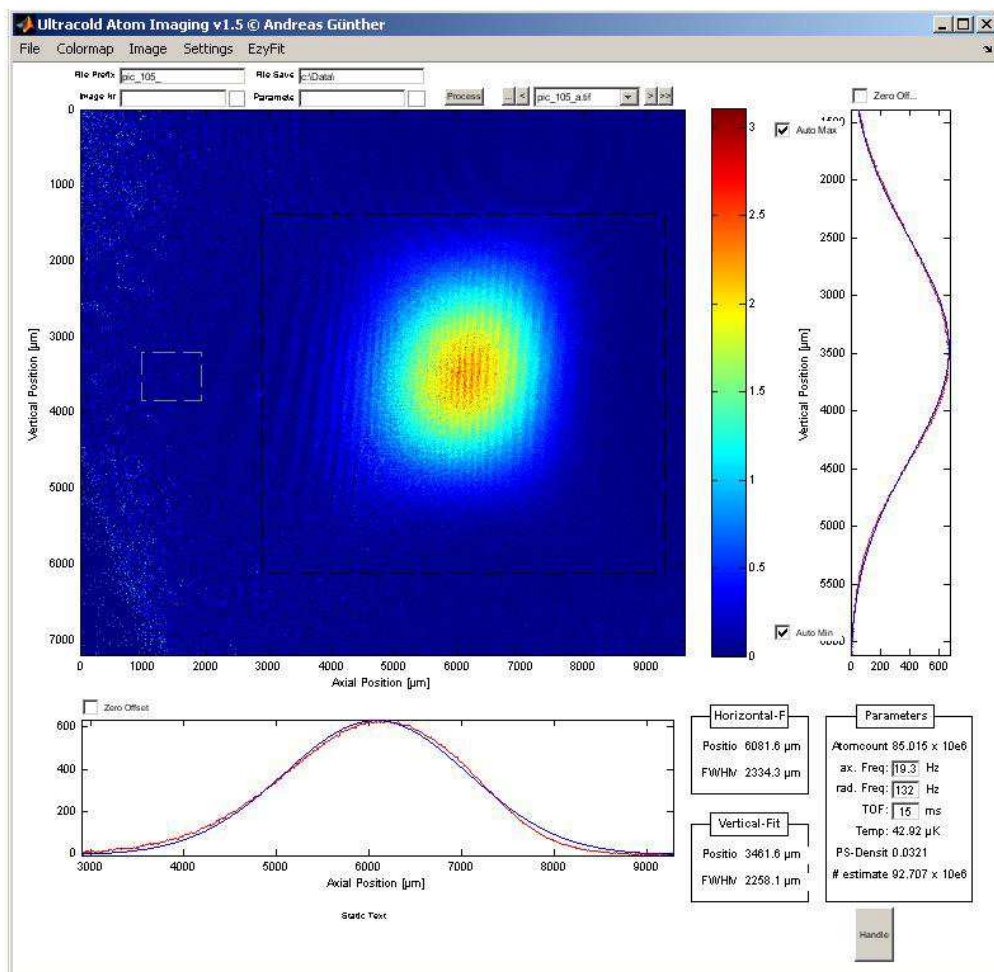 Ultracold Atom Imaging v1.5 © Andreas Günther
File Colormap Image Settings EzyFit
File Prefix pic_105_ File Save c:\Data\
Image Nr Paramete Process ... < pic_105_a.tif > >>
Zero Off...
Auto Max
0
1000
2000
3000
4000
5000
6000
7000
Vertical Position [µm]
0 1000 2000 3000 4000 5000 6000 7000 8000 9000
Axial Position [µm]
3
2.5
2
1.5
1
0.5
0
Auto Min
Vertical Position [µm]
1500
2000
2500
3000
3500
4000
4500
5000
5500
0 200 400 600
Zero Offset
600
400
200
0
2900 4000 5000 6000 7000 8000 9000
Axial Position [µm]
Static Text
Horizontal-F
Positio 6081.6 µm
FWHM 2334.3 µm
Vertical-Fit
Positio 3461.6 µm
FWHM 2258.1 µm
Parameters
Atomcount 85.015 x 10e6
ax. Freq: 19.3 Hz
rad. Freq: 132 Hz
TOF: 15 ms
Temp: 42.92 µK
PS-Densit 0.0321
# estimate 92.707 x 10e6
Handle